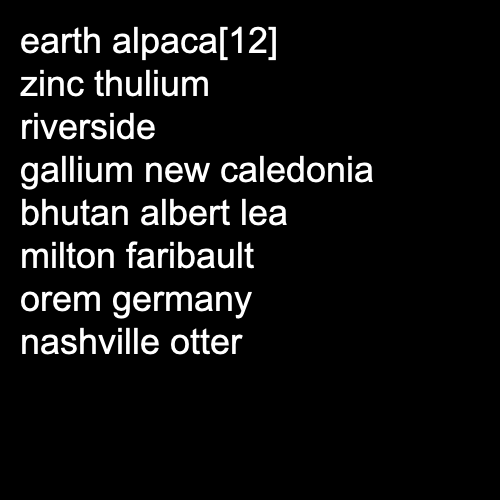 earth alpaca[12]
zinc thulium
riverside
gallium new caledonia
bhutan albert lea
milton faribault
orem germany
nashville otter